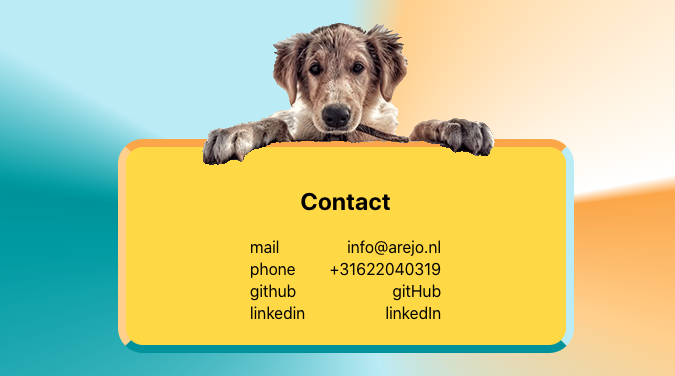 Contact
mail info@arejo.nl
phone +31622040319
github gitHub
linkedin linkedIn